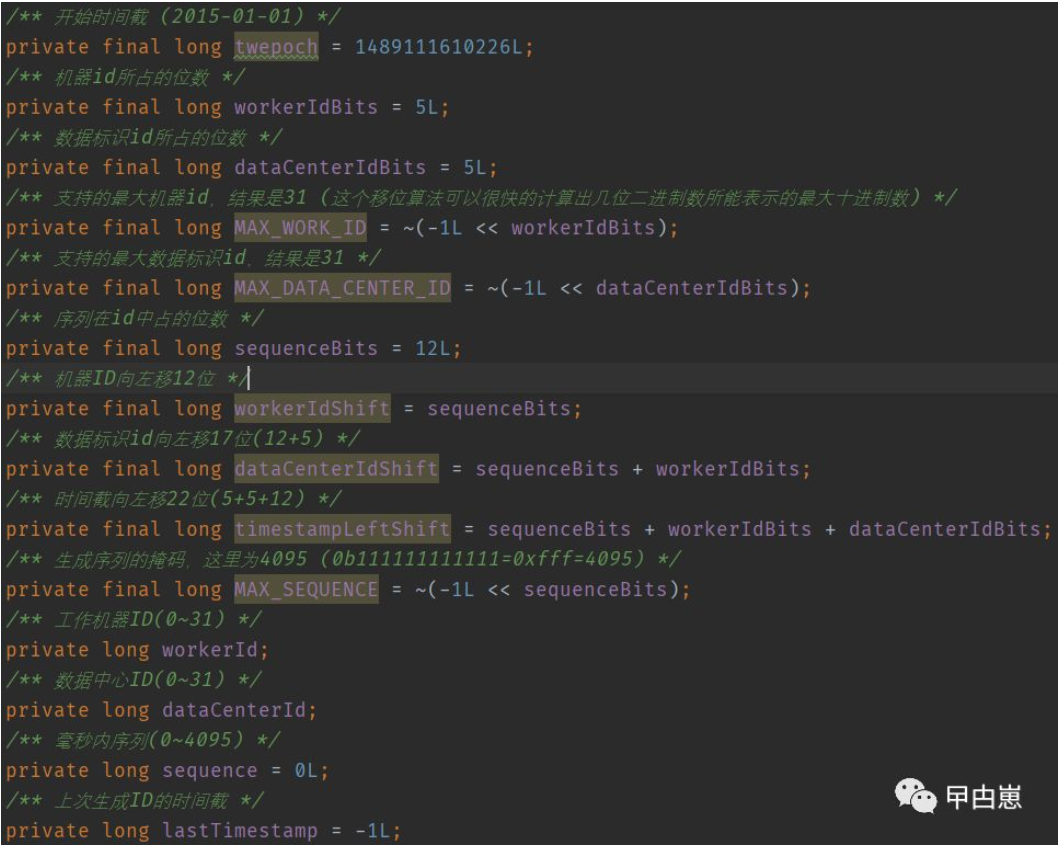 /** 开始时间截 (2015-01-01) */
private final long twepoch = 1489111610226L;
/** 机器id所占的位数 */
private final long workerIdBits = 5L;
/** 数据标识id所占的位数 */
private final long dataCenterIdBits = 5L;
/** 支持的最大机器id，结果是31 (这个移位算法可以很快的计算出几位二进制数所能表示的最大十进制数) */
private final long MAX_WORK_ID = ~(-1L << workerIdBits);
/** 支持的最大数据标识id，结果是31 */
private final long MAX_DATA_CENTER_ID = ~(-1L << dataCenterIdBits);
/** 序列在id中占的位数 */
private final long sequenceBits = 12L;
/** 机器ID向左移12位 */
private final long workerIdShift = sequenceBits;
/** 数据标识id向左移17位(12+5) */
private final long dataCenterIdShift = sequenceBits + workerIdBits;
/** 时间截向左移22位(5+5+12) */
private final long timestampLeftShift = sequenceBits + workerIdBits + dataCenterIdBits;
/** 生成序列的掩码，这里为4095 (0b111111111111=0xfff=4095) */
private final long MAX_SEQUENCE = ~(-1L << sequenceBits);
/** 工作机器ID(0~31) */
private long workerId;
/** 数据中心ID(0~31) */
private long dataCenterId;
/** 毫秒内序列(0~4095) */
private long sequence = 0L;
/** 上次生成ID的时间截 */
private long lastTimestamp = -1L;
曰由崽